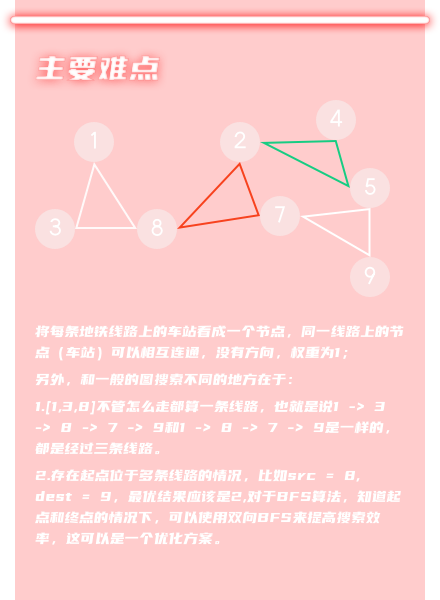 主要难点
1
2
4
3
8
7
5
9
将每条地铁线路上的车站看成一个节点，同一线路上的节
点（车站）可以相互连通，没有方向，权重为1；
另外，和一般的图搜索不同的地方在于：
1.[1,3,8]不管怎么走都算一条线路，也就是说1 -> 3
-> 8 -> 7 -> 9和1 -> 8 -> 7 -> 9是一样的，
都是经过三条线路。
2.存在起点位于多条线路的情况，比如src = 8,
dest = 9，最优结果应该是2,对于BFS算法，知道起
点和终点的情况下，可以使用双向BFS来提高搜索效
率，这可以是一个优化方案。